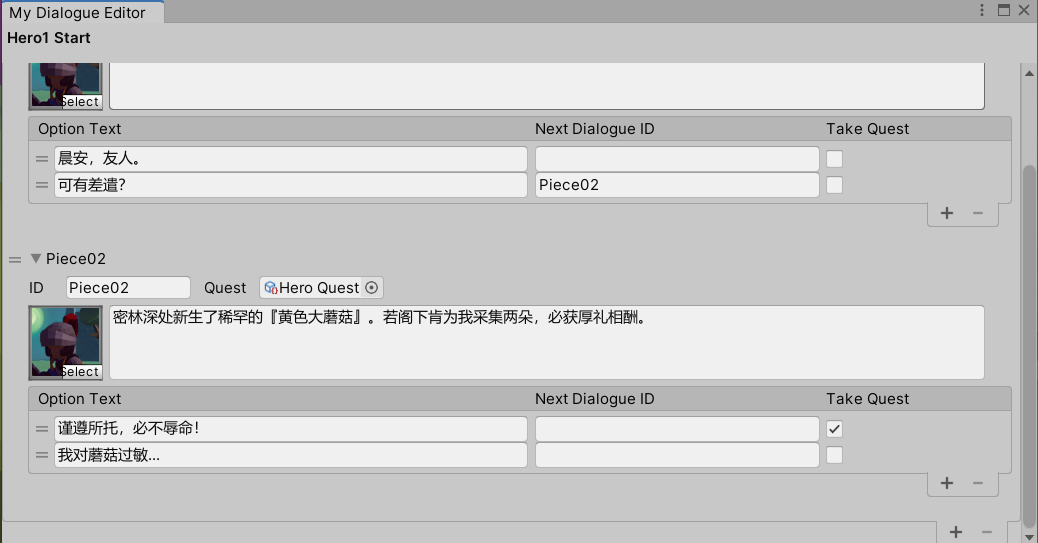 My Dialogue Editor
Hero1 Start
Select
Option Text Next Dialogue ID Take Quest
晨安，友人。
可有差遣？ Piece02
Piece02
ID Piece02 Quest Hero Quest
密林深处新生了稀罕的『黄色大蘑菇』。若阁下肯为我采集两朵，必获厚礼相酬。
Select
Option Text Next Dialogue ID Take Quest
谨遵所托，必不辱命！
我对蘑菇过敏...